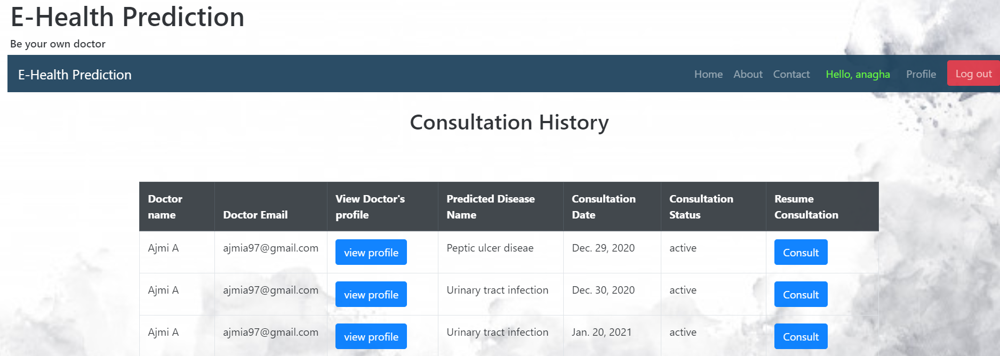 E-Health Prediction
Be your own doctor
E-Health Prediction Home About Contact Hello, anagha Profile Log out
Consultation History
Doctor name Doctor Email View Doctor's profile Predicted Disease Name Consultation Date Consultation Status Resume Consultation
Ajmi A ajmia97@gmail.com view profile Peptic ulcer diseae Dec. 29, 2020 active Consult
Ajmi A ajmia97@gmail.com view profile Urinary tract infection Dec. 30, 2020 active Consult
Ajmi A ajmia97@gmail.com view profile Urinary tract infection Jan. 20, 2021 active Consult